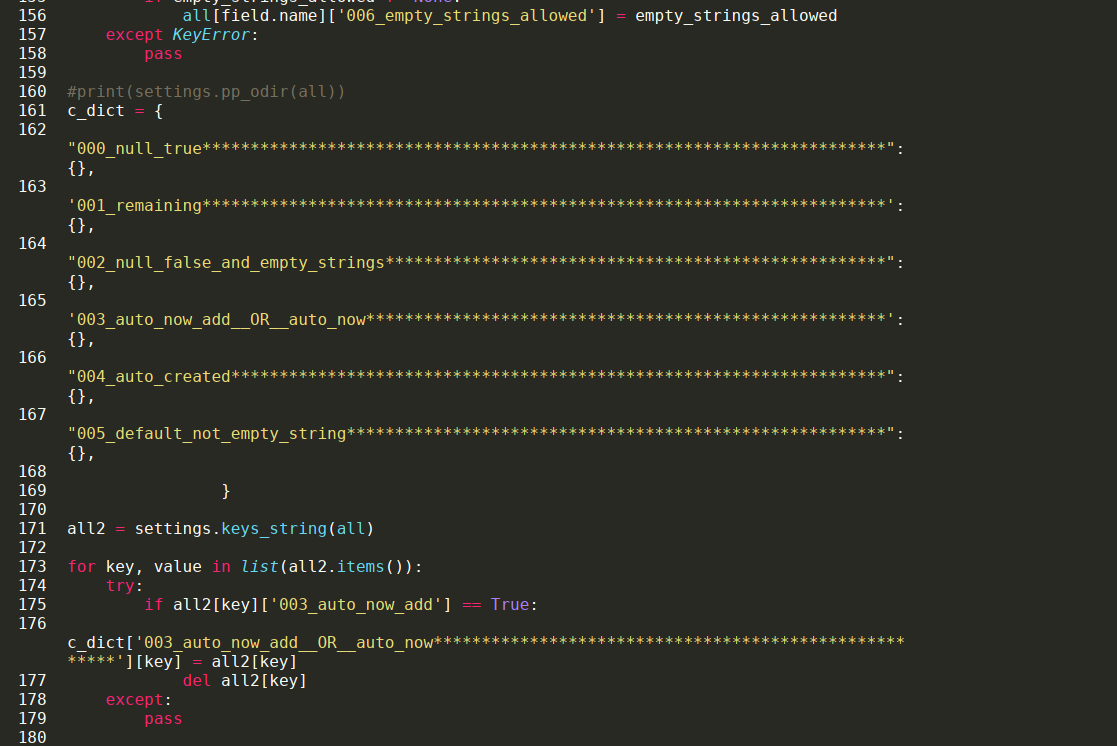 156 all[field.name]['006_empty_strings_allowed'] = empty_strings_allowed
157 except KeyError:
158 pass
159
160 #print(settings.pp_odir(all))
161 c_dict = {
162
"000_null_true***********************************************************************":
{},
163
'001_remaining***********************************************************************':
{},
164
"002_null_false_and_empty_strings****************************************************":
{},
165
'003_auto_now_add__OR__auto_now******************************************************':
{},
166
"004_auto_created********************************************************************":
{},
167
"005_default_not_empty_string********************************************************":
{},
168
169 }
170
171 all2 = settings.keys_string(all)
172
173 for key, value in list(all2.items()):
174 try:
175 if all2[key]['003_auto_now_add'] == True:
176
c_dict['003_auto_now_add__OR__auto_now*************************************************
*****'][key] = all2[key]
177 del all2[key]
178 except:
179 pass
180